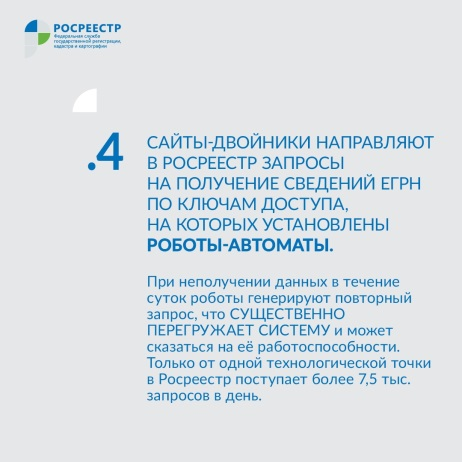 РОСРЕЕСТР
Федеральная служба
государственной регистрации,
кадастра и картографии
.4
САЙТЫ-ДВОЙНИКИ НАПРАВЛЯЮТ
В РОСРЕЕСТР ЗАПРОСЫ
НА ПОЛУЧЕНИЕ СВЕДЕНИЙ ЕГРН
ПО КЛЮЧАМ ДОСТУПА,
НА КОТОРЫХ УСТАНОВЛЕНЫ
РОБОТЫ-АВТОМАТЫ.
При неполучении данных в течение
суток роботы генерируют повторный
запрос, что СУЩЕСТВЕННО
ПЕРЕГРУЖАЕТ СИСТЕМУ и может
сказаться на её работоспособности.
Только от одной технологической точки
в Росреестр поступает более 7,5 тыс.
запросов в день.